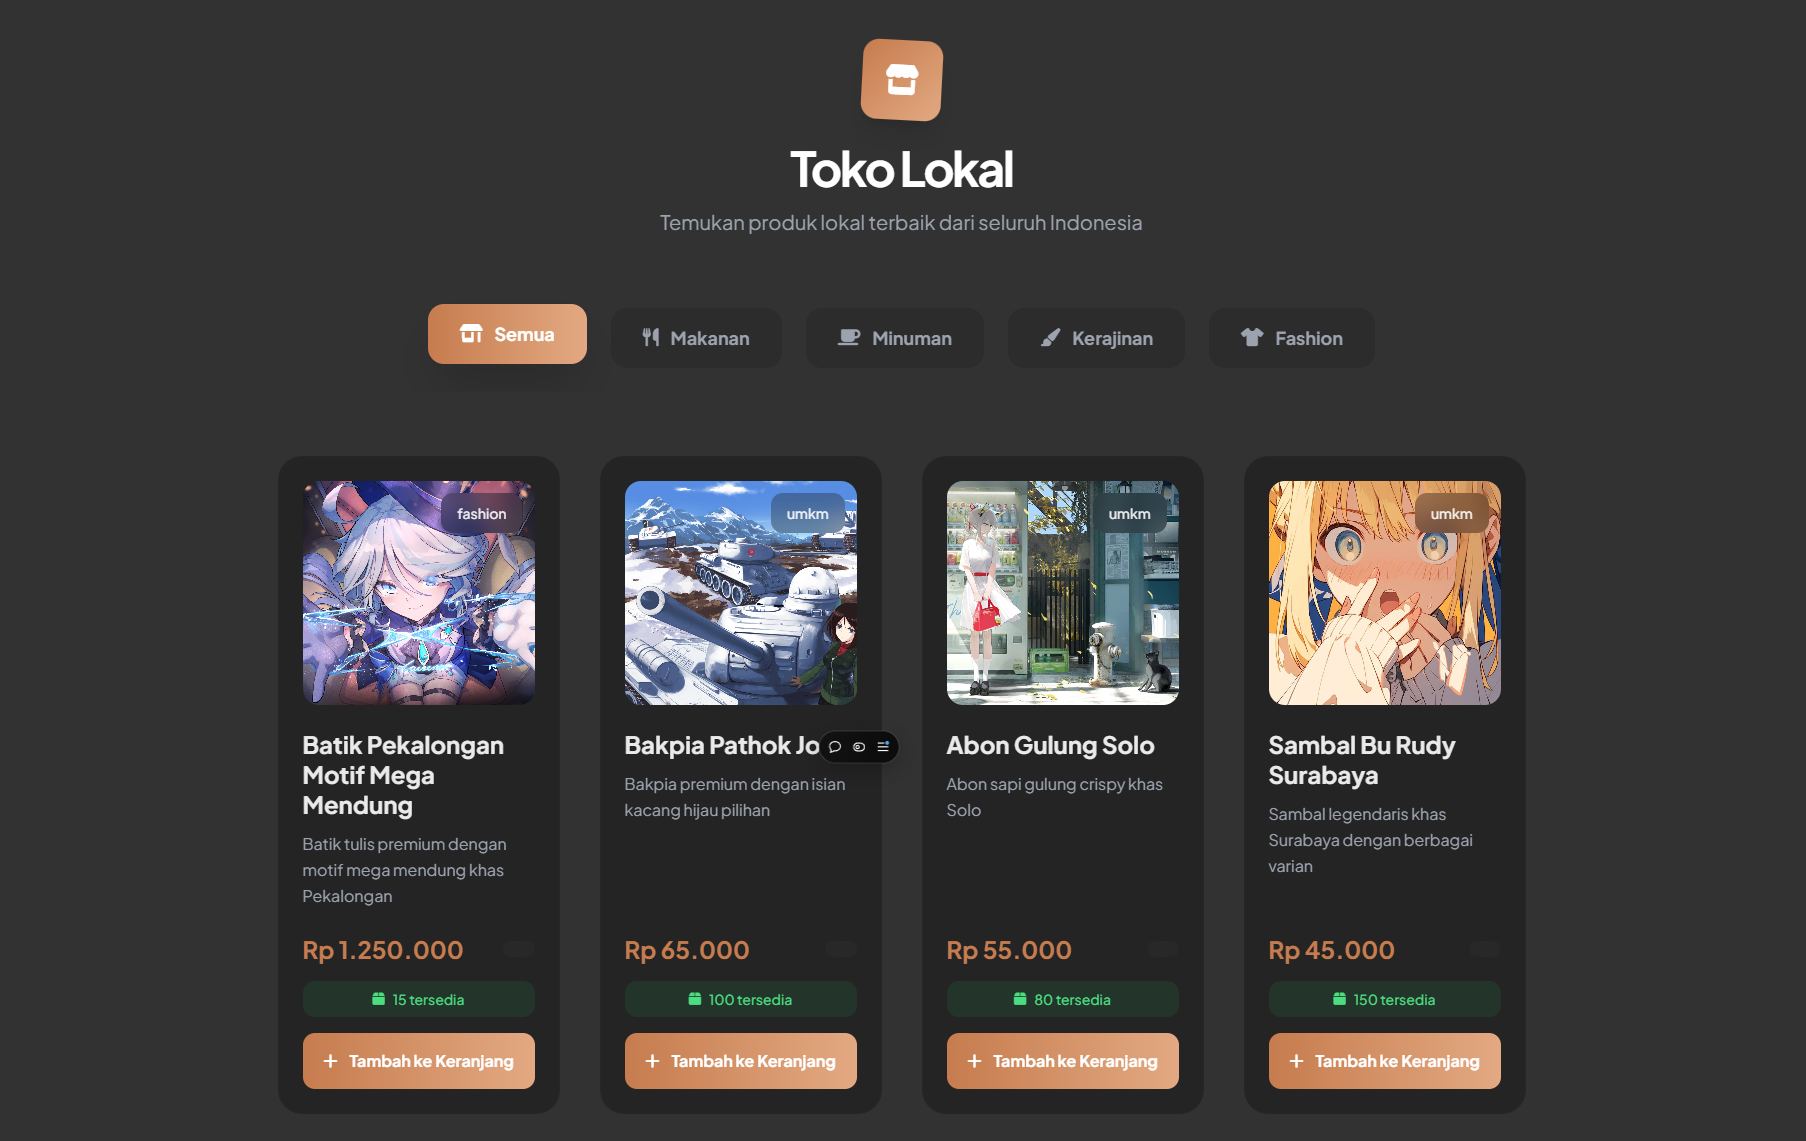 Toko Lokal
Temukan produk lokal terbaik dari seluruh Indonesia
Semua
Makanan
Minuman
Kerajinan
Fashion
fashion
Batik Pekalongan
Motif Mega
Mendung
Batik tulis premium dengan
motif mega mendung khas
Pekalongan
Rp 1.250.000
15 tersedia
Tambah ke Keranjang
umkm
Bakpia Pathok
Bakpia premium dengan isian
kacang hijau pilihan
Rp 65.000
100 tersedia
Tambah ke Keranjang
umkm
Abon Gulung Solo
Abon sapi gulung crispy khas
Solo
Rp 55.000
80 tersedia
Tambah ke Keranjang
umkm
Sambal Bu Rudy
Surabaya
Sambal legendaris khas
Surabaya dengan berbagai
varian
Rp 45.000
150 tersedia
Tambah ke Keranjang